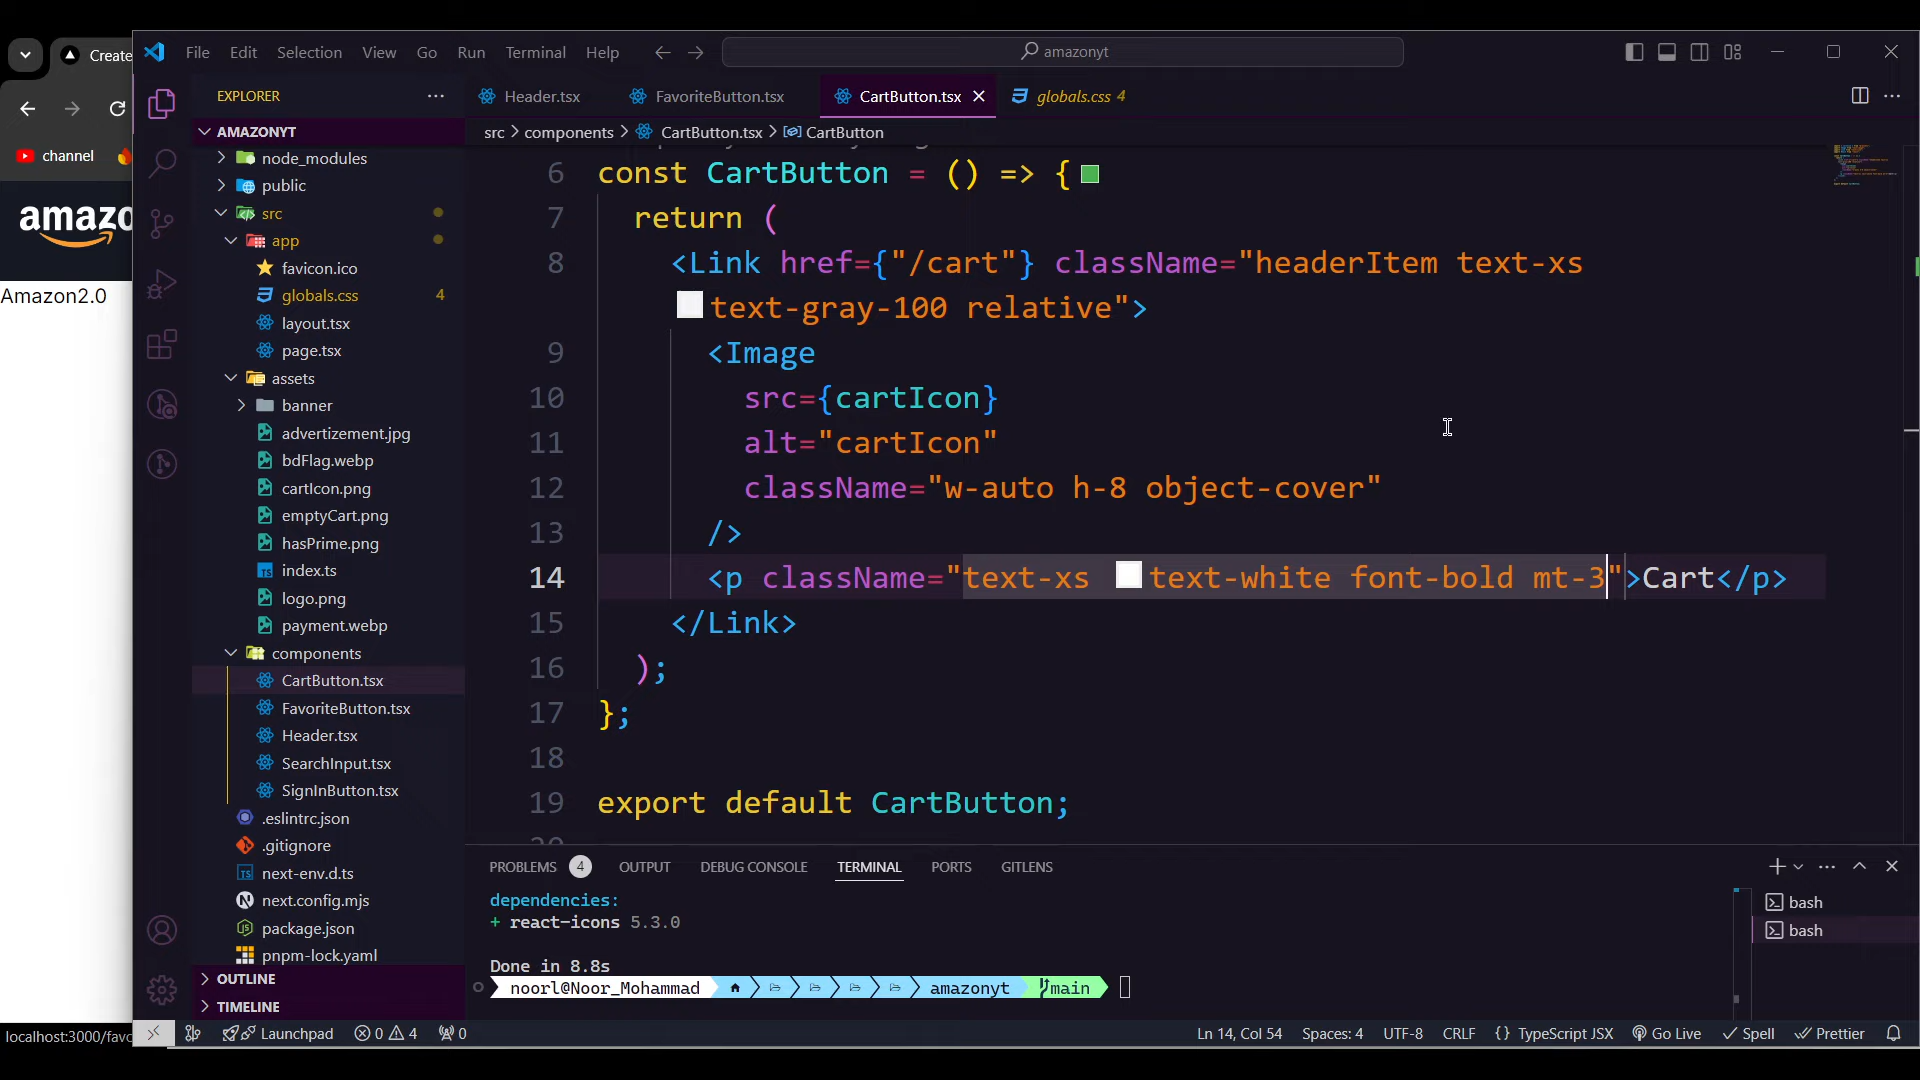 Create
channel
amazo
Amazon2.0
localhost:3000/favo
File Edit Selection View Go Run Terminal Help
amazonyt
EXPLORER
AMAZONYT
node_modules
public
src
app
favicon.ico
globals.css 4
layout.tsx
page.tsx
assets
banner
advertizement.jpg
bdFlag.webp
cartIcon.png
emptyCart.png
hasPrime.png
index.ts
logo.png
payment.webp
components
CartButton.tsx
FavoriteButton.tsx
Header.tsx
SearchInput.tsx
SignInButton.tsx
.eslintrc.json
.gitignore
next-env.d.ts
next.config.mjs
package.json
pnpm-lock.yaml
OUTLINE
TIMELINE
Header.tsx FavoriteButton.tsx CartButton.tsx globals.css 4
src > components > CartButton.tsx > CartButton
6 const CartButton = () => {
7 return (
8 <Link href={"/cart"} className="headerItem text-xs
text-gray-100 relative">
9 <Image
10 src={cartIcon}
11 alt="cartIcon"
12 className="w-auto h-8 object-cover"
13 />
14 <p className="text-xs text-white font-bold mt-3">Cart</p>
15 </Link>
16 );
17 };
18
19 export default CartButton;
PROBLEMS 4 OUTPUT DEBUG CONSOLE TERMINAL PORTS GITLENS
dependencies:
+ react-icons 5.3.0
Done in 8.8s
noorl@Noor_Mohammad amazonyt main
bash
bash
Launchpad 0 4 0 Ln 14, Col 54 Spaces: 4 UTF-8 CRLF {} TypeScript JSX Go Live Spell Prettier